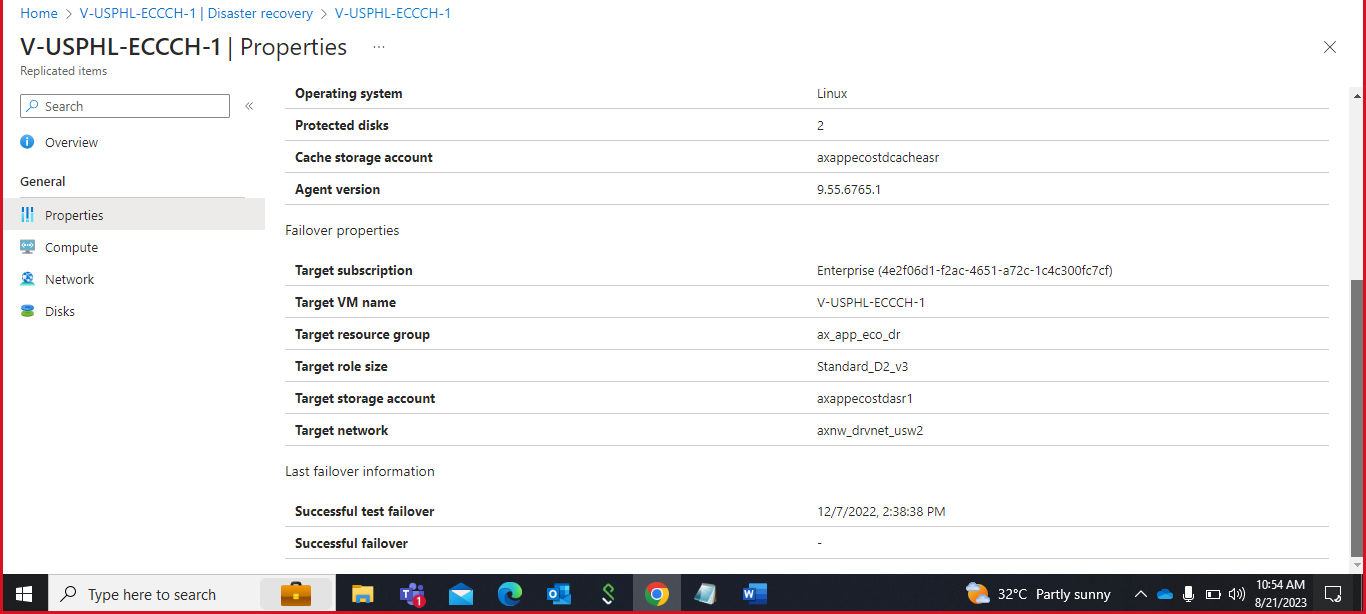 Home > V-USPHL-ECCCH-1 | Disaster recovery > V-USPHL-ECCCH-1
V-USPHL-ECCCH-1 | Properties ...
Replicated items
Search «
Overview
General
Properties
Compute
Network
Disks
Operating system Linux
Protected disks 2
Cache storage account axappecostdcacheasr
Agent version 9.55.6765.1
Failover properties
Target subscription Enterprise (4e2f06d1-f2ac-4651-a72c-1c4c300fc7cf)
Target VM name V-USPHL-ECCCH-1
Target resource group ax_app_eco_dr
Target role size Standard_D2_v3
Target storage account axappecostdasr1
Target network axnw_drvnet_usw2
Last failover information
Successful test failover 12/7/2022, 2:38:38 PM
Successful failover -
Type here to search
1
32°C Partly sunny
10:54 AM
8/21/2023